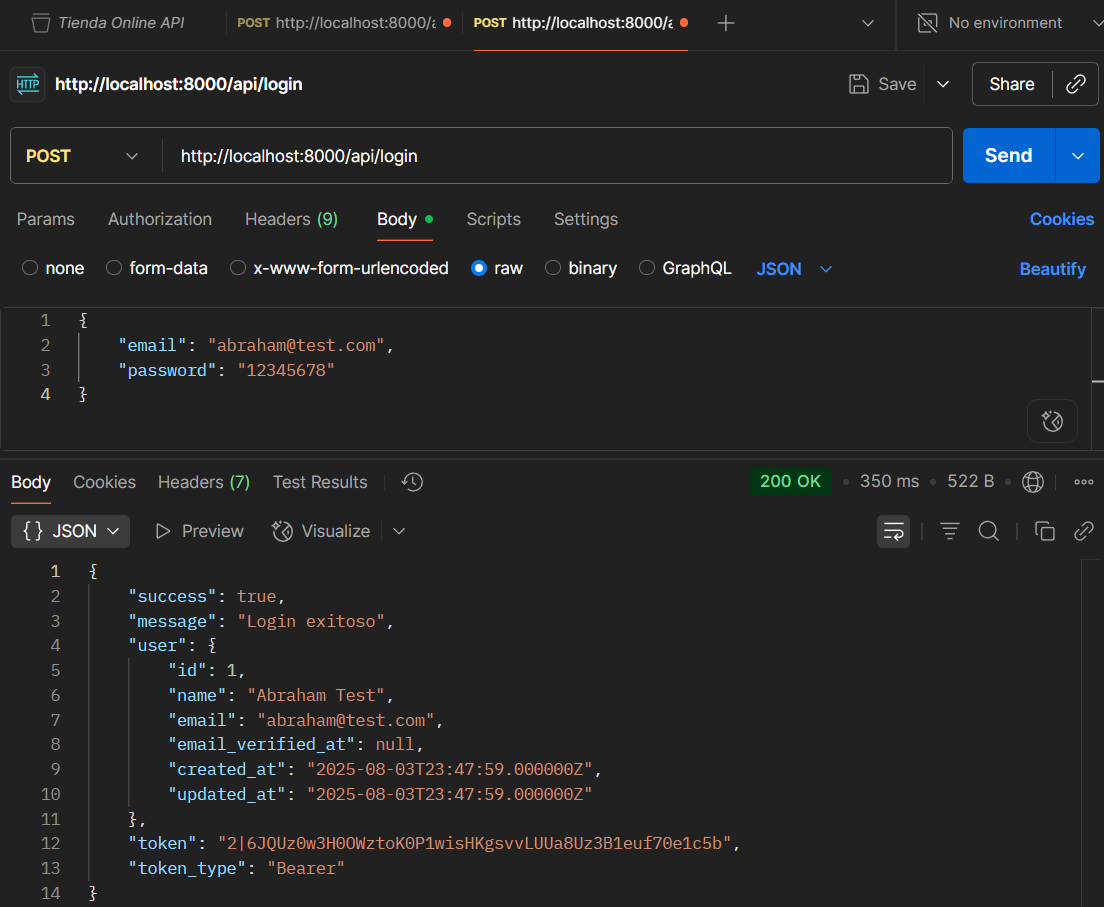 Tienda Online API POST http://localhost:8000/a POST http://localhost:8000/a No environment
HTTP http://localhost:8000/api/login Save Share
POST http://localhost:8000/api/login Send
Params Authorization Headers (9) Body Scripts Settings Cookies
none form-data x-www-form-urlencoded raw binary GraphQL JSON Beautify
1 {
2 "email": "abraham@test.com",
3 "password": "12345678"
4 }
Body Cookies Headers (7) Test Results 200 OK 350 ms 522 B
{} JSON Preview Visualize
1 {
2 "success": true,
3 "message": "Login exitoso",
4 "user": {
5 "id": 1,
6 "name": "Abraham Test",
7 "email": "abraham@test.com",
8 "email_verified_at": null,
9 "created_at": "2025-08-03T23:47:59.000000Z",
10 "updated_at": "2025-08-03T23:47:59.000000Z"
11 },
12 "token": "2|6JQUz0w3H0OWztoK0P1wisHKgsvvLUUa8Uz3B1euf70e1c5b",
13 "token_type": "Bearer"
14 }